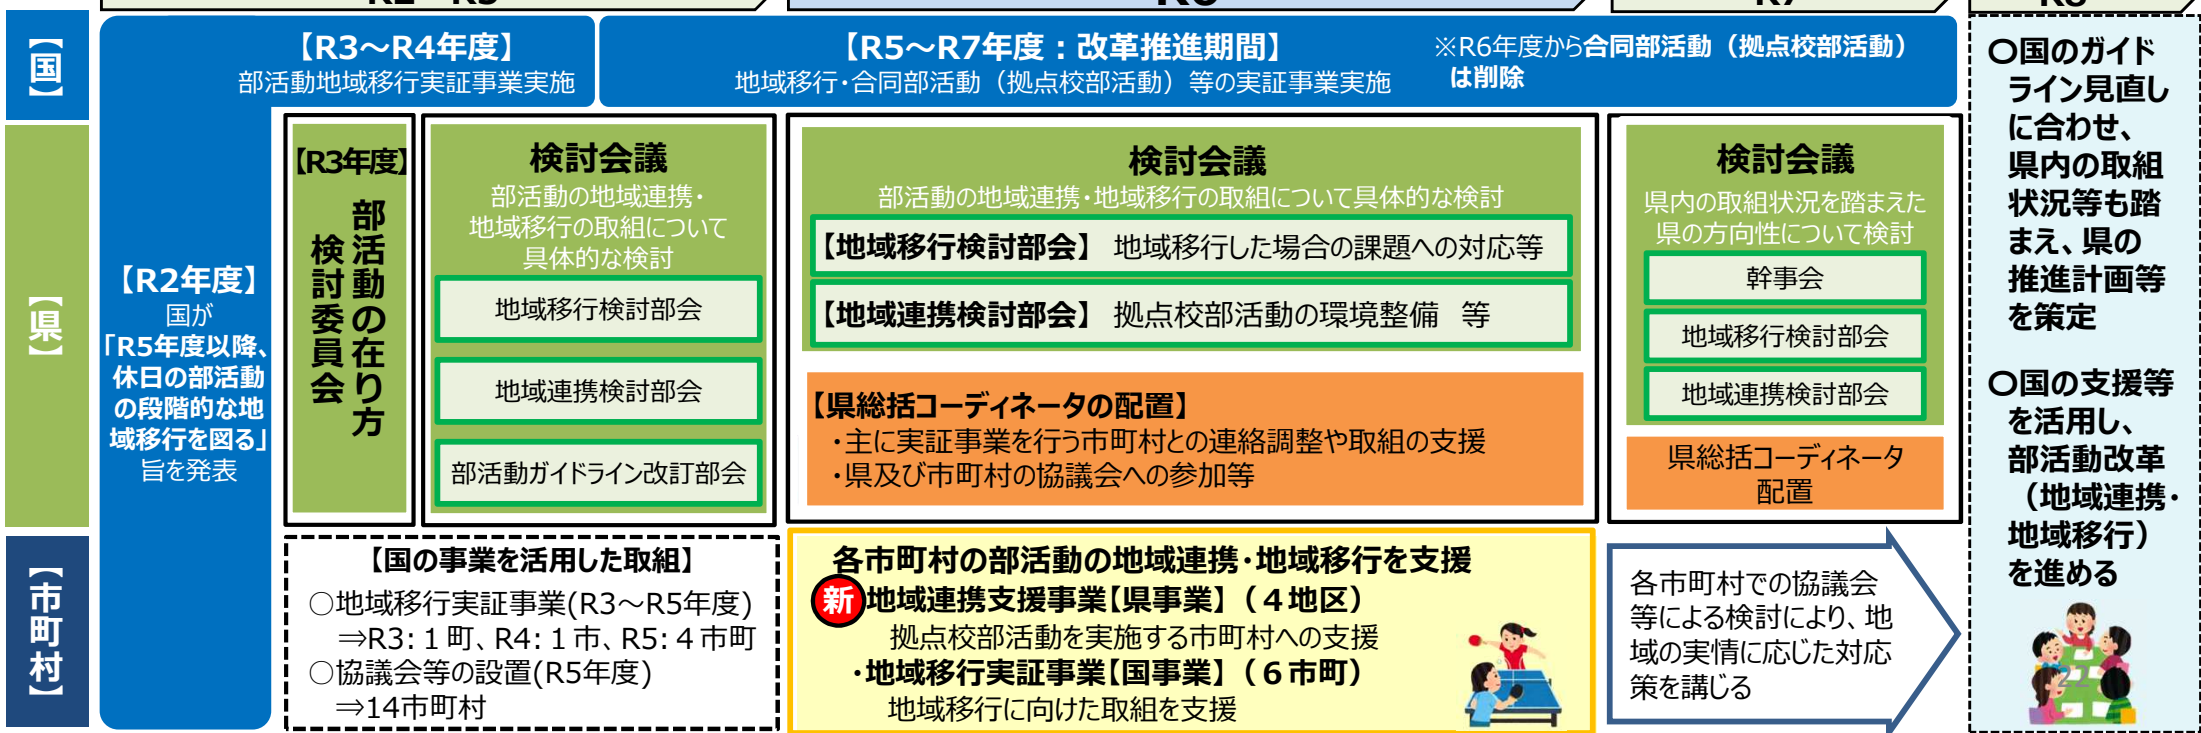 R2~R5
R6
R7
R8
【国】
【R3～R4年度】
部活動地域移行実証事業実施
【R5～R7年度：改革推進期間】
地域移行・合同部活動（拠点校部活動）等の実証事業実施
※R6年度から合同部活動（拠点校部活動）
は削除
【県】
【R2年度】
国が
「R5年度以降、
休日の部活動
の段階的な地
域移行を図る」
旨を発表
【R3年度】
部活動の在り方
検討委員会
検討会議
部活動の地域連携・
地域移行の取組について
具体的な検討
地域移行検討部会
地域連携検討部会
部活動ガイドライン改訂部会
検討会議
部活動の地域連携・地域移行の取組について具体的な検討
【地域移行検討部会】 地域移行した場合の課題への対応等
【地域連携検討部会】 拠点校部活動の環境整備 等
【県総括コーディネータの配置】
・主に実証事業を行う市町村との連絡調整や取組の支援
・県及び市町村の協議会への参加等
検討会議
県内の取組状況を踏まえた
県の方向性について検討
幹事会
地域移行検討部会
地域連携検討部会
県総括コーディネータ
配置
【市町村】
【国の事業を活用した取組】
○地域移行実証事業(R3～R5年度)
⇒R3:１町、R4:１市、R5:４市町
○協議会等の設置(R5年度)
⇒14市町村
各市町村の部活動の地域連携・地域移行を支援
新 地域連携支援事業【県事業】（４地区）
拠点校部活動を実施する市町村への支援
・地域移行実証事業【国事業】（６市町）
地域移行に向けた取組を支援
各市町村での協議会
等による検討により、地
域の実情に応じた対応
策を講じる
○国のガイド
ライン見直し
に合わせ、
県内の取組
状況等も踏
まえ、県の
推進計画等
を策定
○国の支援等
を活用し、
部活動改革
（地域連携・
地域移行）
を進める
22